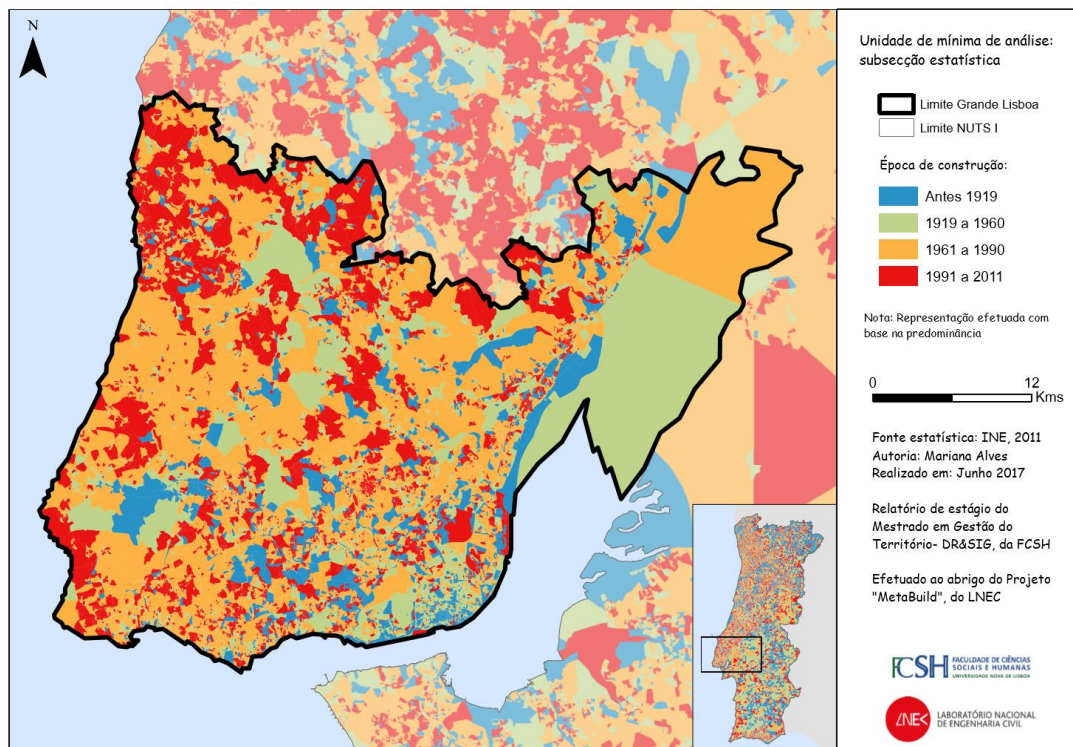 N
Unidade de mínima de análise:
subsecção estatística
Limite Grande Lisboa
Limite NUTS I
Época de construção:
Antes 1919
1919 a 1960
1961 a 1990
1991 a 2011
Nota: Representação efetuada com
base na predominância
0 12
Kms
Fonte estatística: INE, 2011
Autoria: Mariana Alves
Realizado em: Junho 2017
Relatório de estágio do
Mestrado em Gestão do
Território- DR&SIG, da FCSH
Efetuado ao abrigo do Projeto
"MetaBuild", do LNEC
FCSH FACULDADE DE CIÊNCIAS
SOCIAIS E HUMANAS
UNIVERSIDADE NOVA DE LISBOA
LNEC LABORATÓRIO NACIONAL
DE ENGENHARIA CIVIL